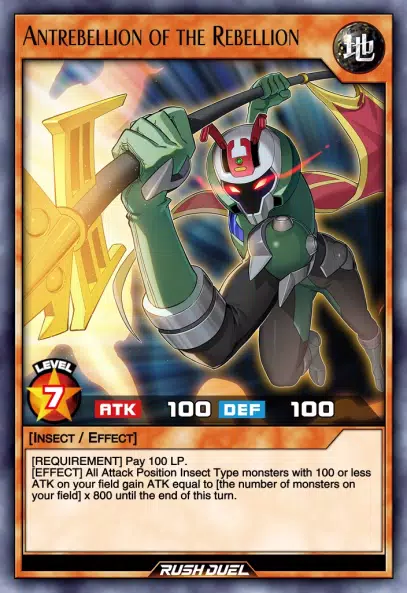 ANTREBELLION OF THE REBELLION
地
LEVEL
7
ATK 100 DEF 100
[INSECT / EFFECT]
[REQUIREMENT] Pay 100 LP.
[EFFECT] All Attack Position Insect Type monsters with 100 or less
ATK on your field gain ATK equal to [the number of monsters on
your field] x 800 until the end of this turn.
RUSH DUEL